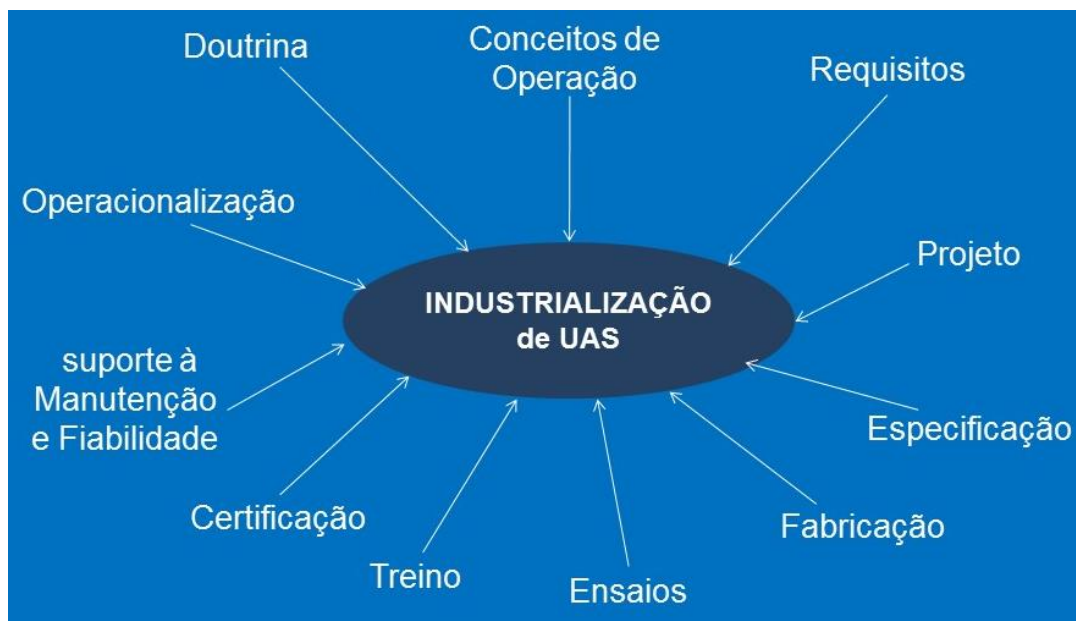 Doutrina
Conceitos de
Operação
Requisitos
Operacionalização
Projeto
INDUSTRIALIZAÇÃO
de UAS
suporte à
Manutenção
e Fiabilidade
Especificação
Certificação
Fabricação
Treino
Ensaios